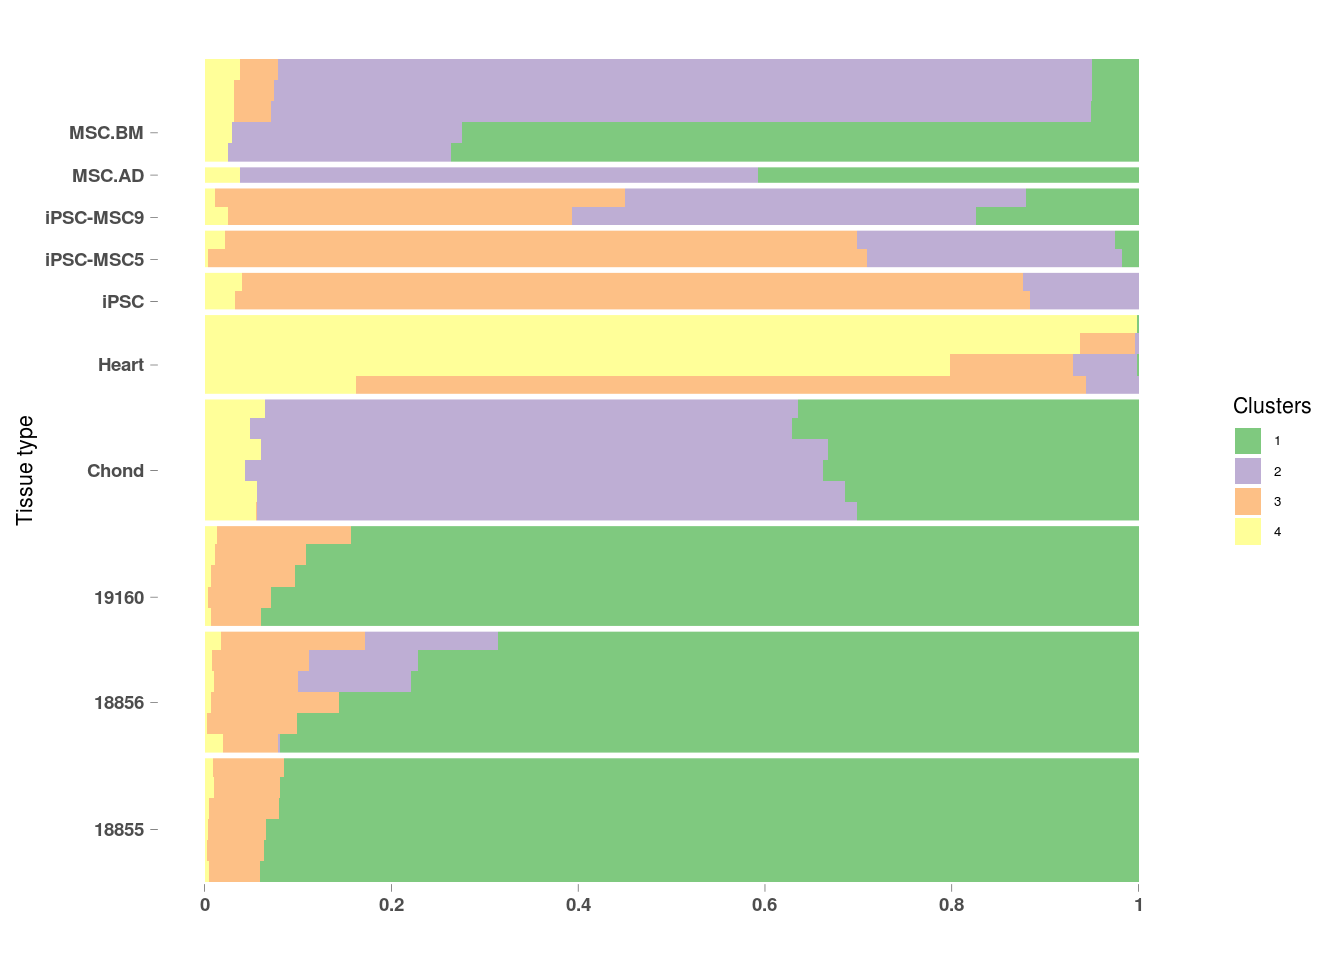 MSC.BM
MSC.AD
iPSC-MSC9
iPSC-MSC5
iPSC
Heart
Chond
19160
18856
18855
Tissue type
0 0.2 0.4 0.6 0.8 1
Clusters
1
2
3
4